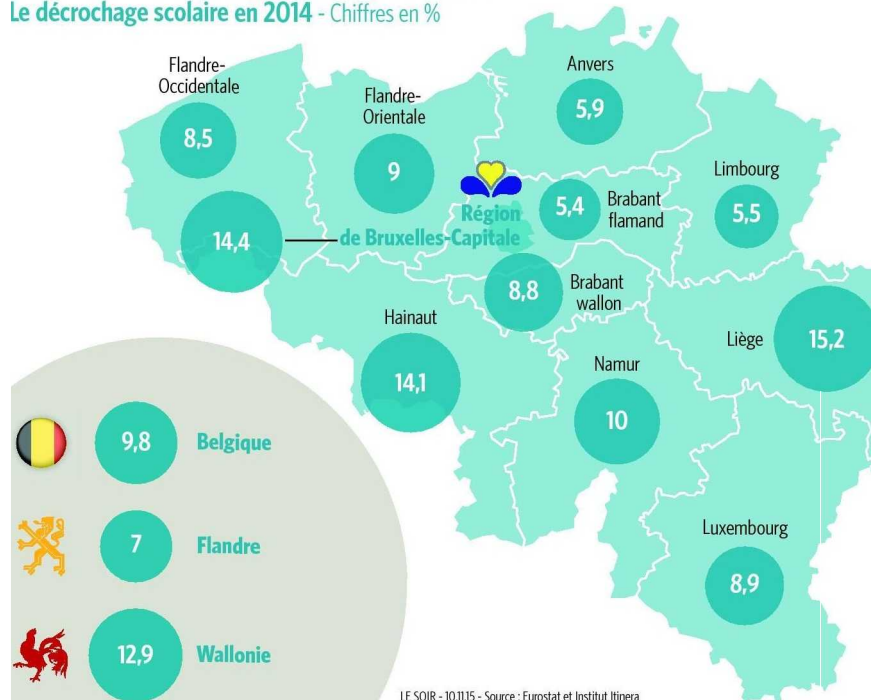 Le décrochage scolaire en 2014 - Chiffres en %
Flandre-
Occidentale
8,5
Flandre-
Orientale
9
Anvers
5,9
Limbourg
5,5
Brabant
flamand
5,4
Région
de Bruxelles-Capitale
14,4
Brabant
wallon
8,8
Hainaut
14,1
Namur
10
Liège
15,2
Luxembourg
8,9
9,8 Belgique
7 Flandre
12,9 Wallonie
LE SOIR - 10.11.15 - Source : Eurostat et Institut Itinera